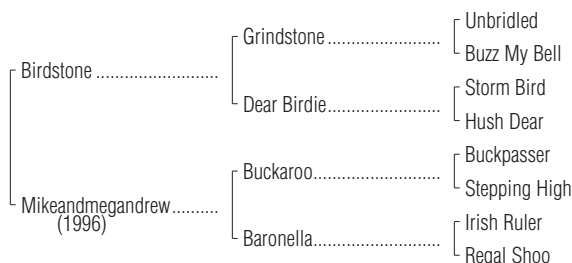 Unbridled
Grindstone ........................
Buzz My Bell
Birdstone ..........................
Storm Bird
Dear Birdie........................
Hush Dear
Buckpasser
Buckaroo..........................
Stepping High
Mikeandmegandrew..........
(1996)
Irish Ruler
Baronella..........................
Regal Shoo